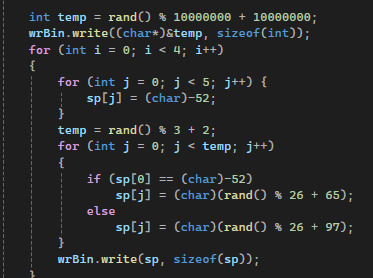 int temp = rand() % 10000000 + 10000000;
wrBin.write((char*)&temp, sizeof(int));
for (int i = 0; i < 4; i++)
{
for (int j = 0; j < 5; j++) {
sp[j] = (char)-52;
}
temp = rand() % 3 + 2;
for (int j = 0; j < temp; j++)
{
if (sp[0] == (char)-52)
sp[j] = (char)(rand() % 26 + 65);
else
sp[j] = (char)(rand() % 26 + 97);
}
wrBin.write(sp, sizeof(sp));
}